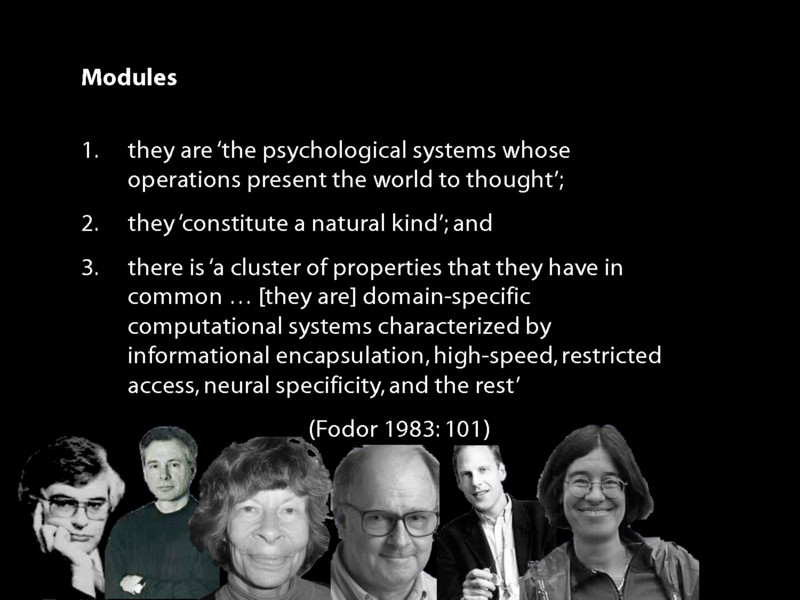 Modules
1. they are ‘the psychological systems whose
operations present the world to thought’;
2. they ‘constitute a natural kind’; and
3. there is ‘a cluster of properties that they have in
common … [they are] domain-specific
computational systems characterized by
informational encapsulation, high-speed, restricted
access, neural specificity, and the rest’
(Fodor 1983: 101)